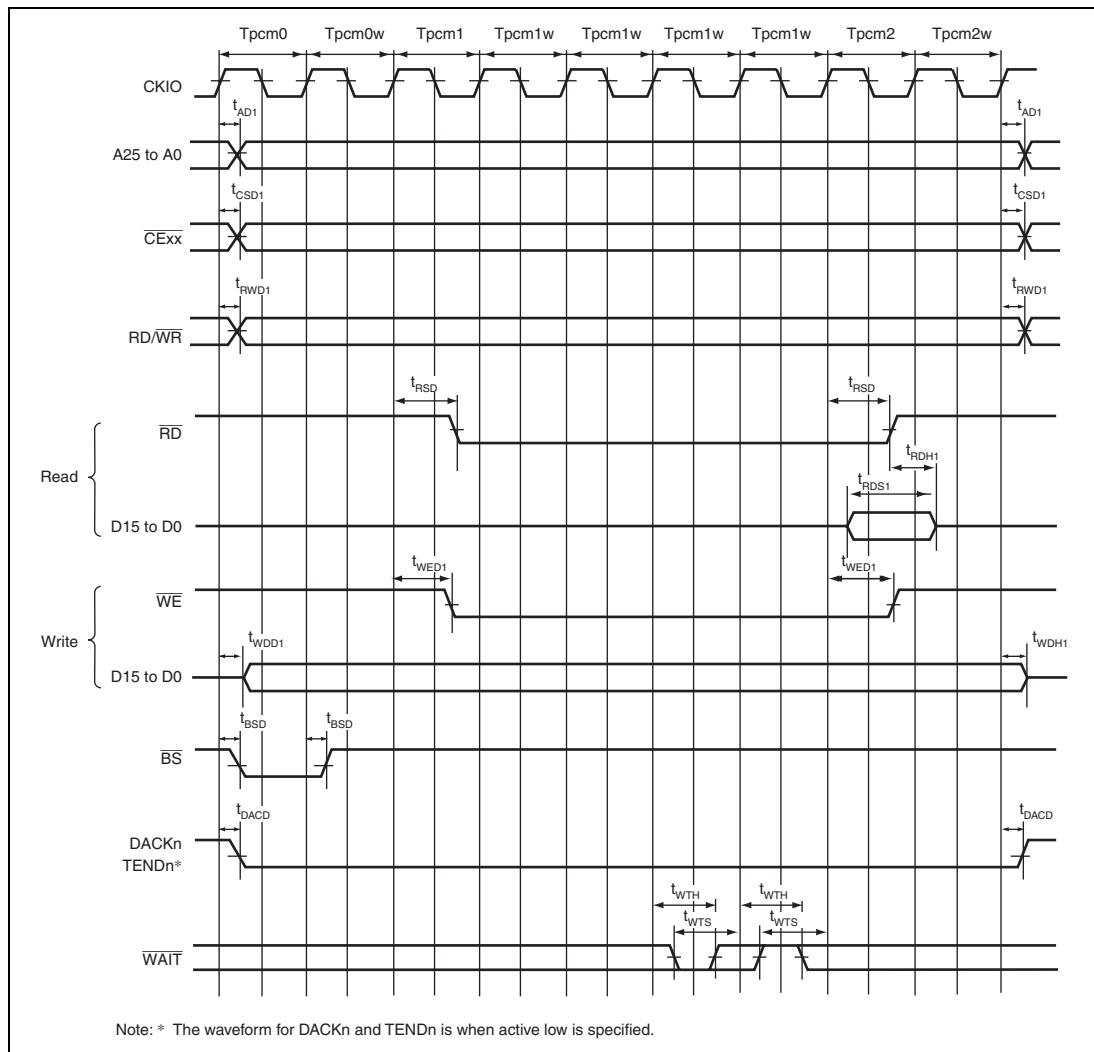 Tpcm0 Tpcm0w Tpcm1 Tpcm1w Tpcm1w Tpcm1w Tpcm1w Tpcm2 Tpcm2w
CKIO
tAD1 tAD1
A25 to A0
tCSD1 tCSD1
CExx
tRWD1 tRWD1
RD/WR
tRSD tRSD
RD
tRDH1
Read
tRDS1
D15 to D0
tWED1 tWED1
WE
Write
tWDD1 tWDH1
D15 to D0
tBSD tBSD
BS
tDACD tDACD
DACKn
TENDn*
tWTH tWTH
tWTS tWTS
WAIT
Note: * The waveform for DACKn and TENDn is when active low is specified.